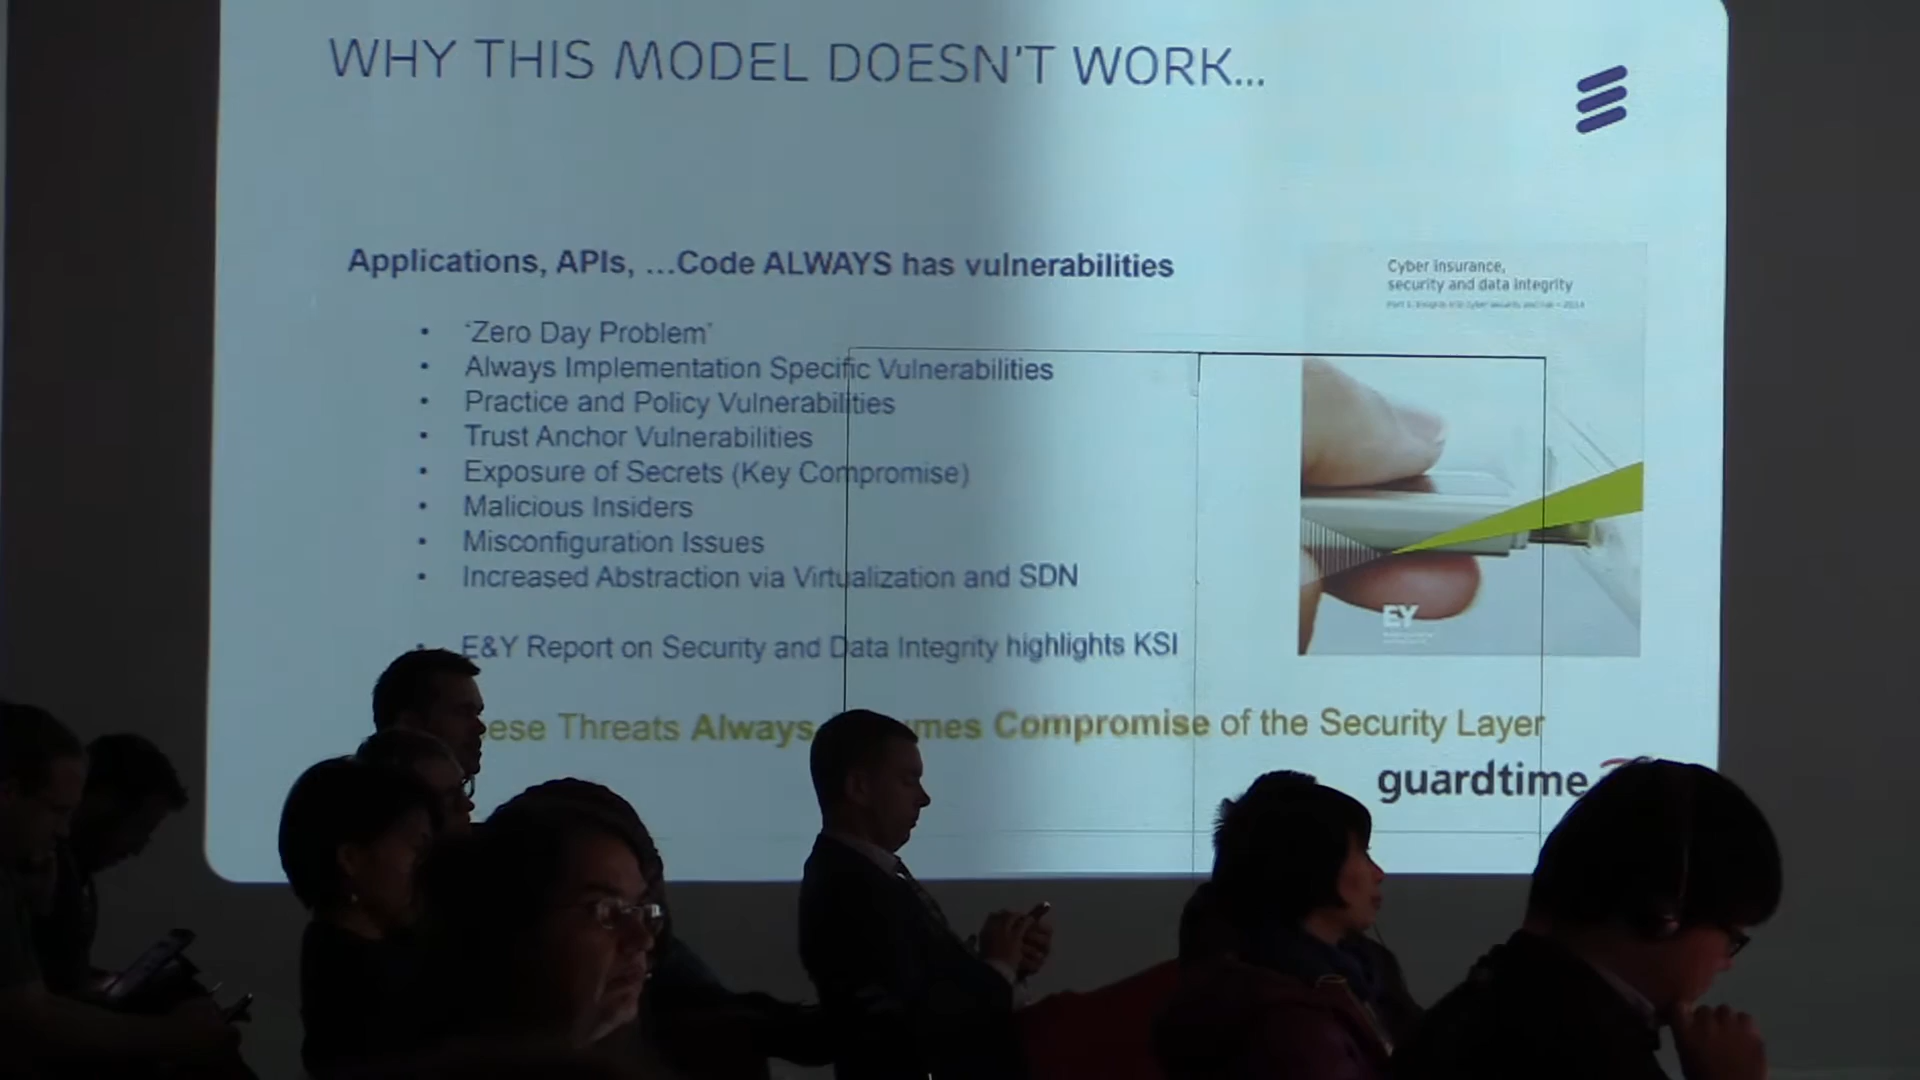 WHY THIS MODEL DOESN'T WORK...
Applications, APIs, ...Code ALWAYS has vulnerabilities
• 'Zero Day Problem'
• Always Implementation Specific Vulnerabilities
• Practice and Policy Vulnerabilities
• Trust Anchor Vulnerabilities
• Exposure of Secrets (Key Compromise)
• Malicious Insiders
• Misconfiguration Issues
• Increased Abstraction via Virtualization and SDN
• E&Y Report on Security and Data Integrity highlights KSI
Threats Always Compromise of the Security Layer
Cyber insurance,
security and data integrity
EY
guardtime